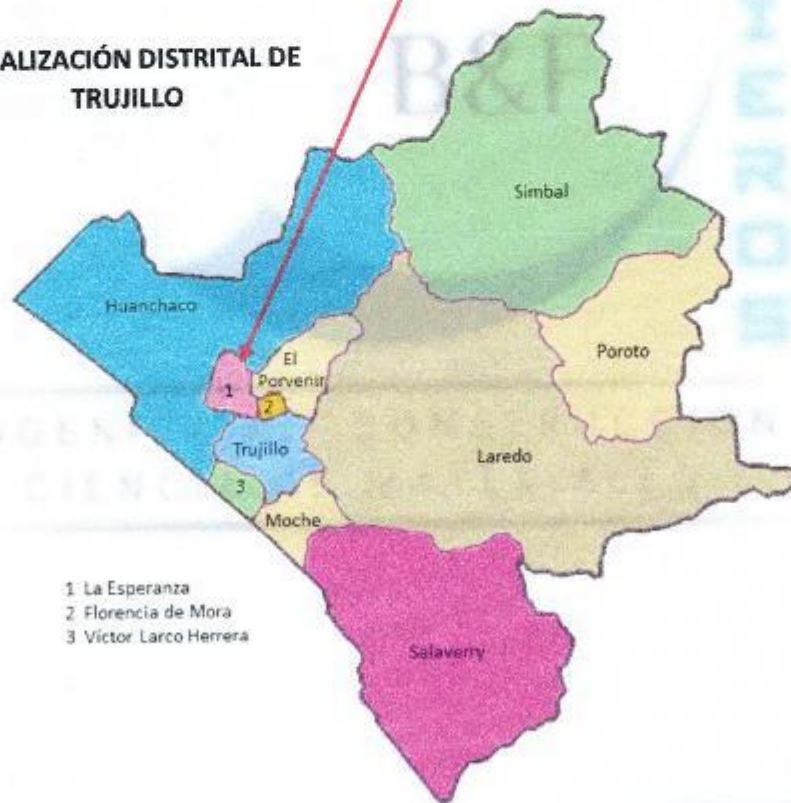 ALIZACIÓN DISTRITAL DE
TRUJILLO
B&F
Simbal
Huanchaco
El
Porvenir
Poroto
1
2
Trujillo
Laredo
3
Moche
1 La Esperanza
2 Florencia de Mora
3 Víctor Larco Herrera
Salaverry
IEROS